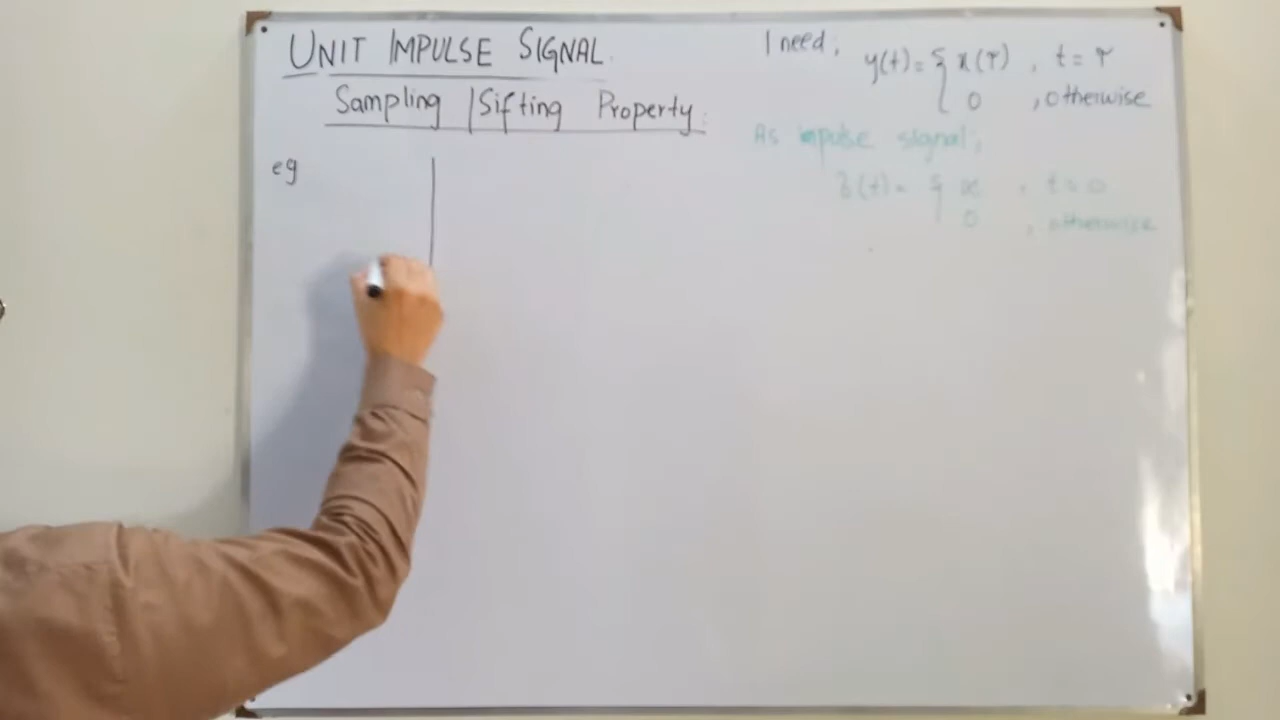 UNIT IMPULSE SIGNAL.
Sampling / Sifting Property:
eg
I need,
y(t) = { x(τ) , t = τ
0 , otherwise
As impulse signal,
δ(t) = { , t = 0
0 , otherwise